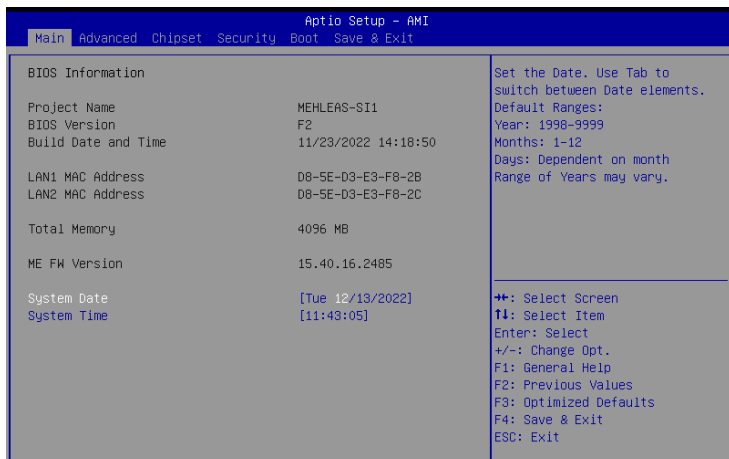 Aptio Setup – AMI
Main Advanced Chipset Security Boot Save & Exit
BIOS Information
Project Name MEHLEAS-SI1
BIOS Version F2
Build Date and Time 11/23/2022 14:18:50
LAN1 MAC Address D8-5E-D3-E3-F8-2B
LAN2 MAC Address D8-5E-D3-E3-F8-2C
Total Memory 4096 MB
ME FW Version 15.40.16.2485
System Date [Tue 12/13/2022]
System Time [11:43:05]
Set the Date. Use Tab to
switch between Date elements.
Default Ranges:
Year: 1998-9999
Months: 1-12
Days: Dependent on month
Range of Years may vary.
→←: Select Screen
↑↓: Select Item
Enter: Select
+/-: Change Opt.
F1: General Help
F2: Previous Values
F3: Optimized Defaults
F4: Save & Exit
ESC: Exit